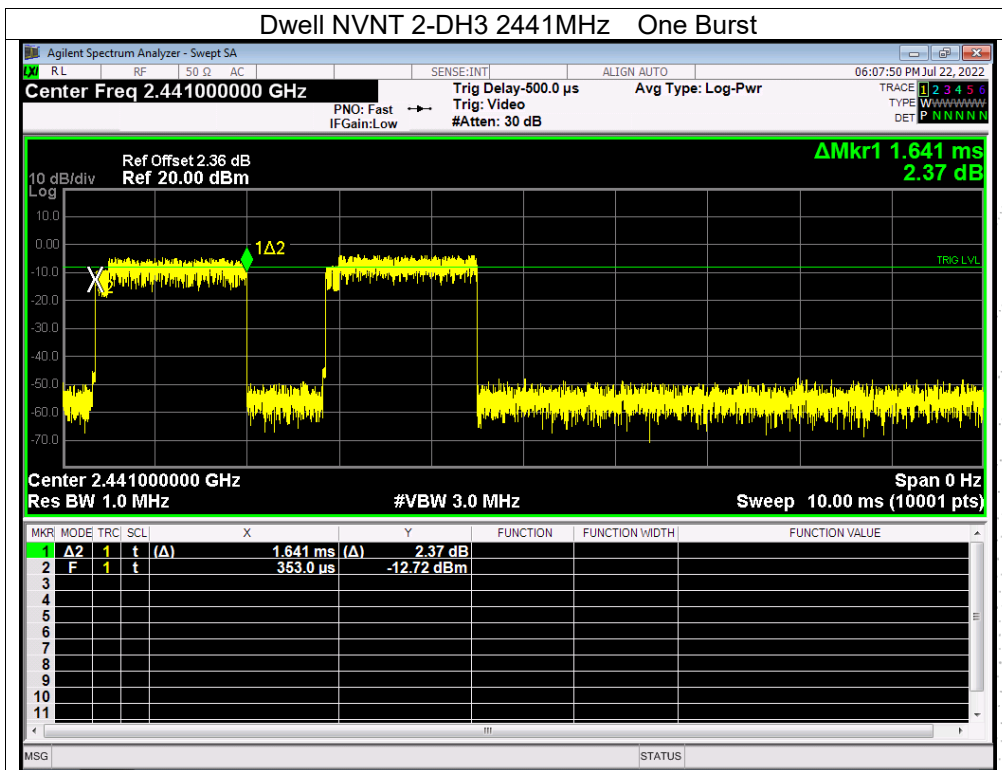 Dwell NVNT 2-DH3 2441MHz One Burst
Agilent Spectrum Analyzer - Swept SA
LXI RL RF 50 Ω AC SENSE:INT ALIGN AUTO 06:07:50 PM Jul 22, 2022
Center Freq 2.441000000 GHz Trig Delay-500.0 µs Avg Type: Log-Pwr TRACE 1 2 3 4 5 6
PNO: Fast Trig: Video TYPE WWWWWW
IFGain:Low #Atten: 30 dB DET P N N N N N
ΔMkr1 1.641 ms
Ref Offset 2.36 dB
10 dB/div Ref 20.00 dBm 2.37 dB
Log
10.0
0.00
1Δ2
TRIG LVL
-10.0
2
-20.0
-30.0
-40.0
-50.0
-60.0
-70.0
Center 2.441000000 GHz Span 0 Hz
Res BW 1.0 MHz #VBW 3.0 MHz Sweep 10.00 ms (10001 pts)
MKR MODE TRC SCL X Y FUNCTION FUNCTION WIDTH FUNCTION VALUE
1 Δ2 1 t (Δ) 1.641 ms (Δ) 2.37 dB
2 F 1 t 353.0 µs -12.72 dBm
3
4
5
6
7
8
9
10
11
MSG STATUS